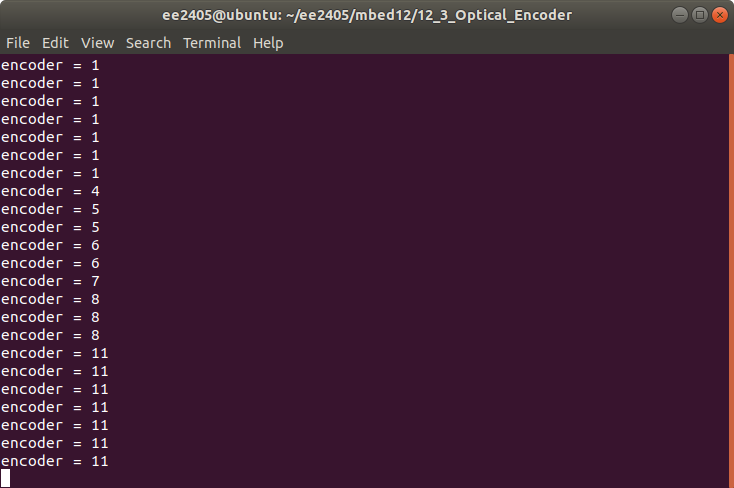 ee2405@ubuntu: ~/ee2405/mbed12/12_3_Optical_Encoder
File Edit View Search Terminal Help
encoder = 1
encoder = 1
encoder = 1
encoder = 1
encoder = 1
encoder = 1
encoder = 1
encoder = 4
encoder = 5
encoder = 5
encoder = 6
encoder = 6
encoder = 7
encoder = 8
encoder = 8
encoder = 8
encoder = 11
encoder = 11
encoder = 11
encoder = 11
encoder = 11
encoder = 11
encoder = 11